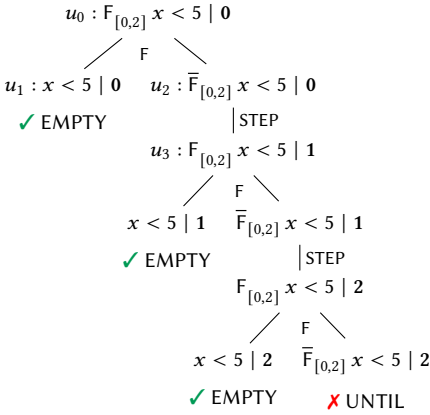 u₀ : F[0,2] x < 5 | 0
F
u₁ : x < 5 | 0 u₂ : F̅[0,2] x < 5 | 0
✓ EMPTY STEP
u₃ : F[0,2] x < 5 | 1
F
x < 5 | 1 F̅[0,2] x < 5 | 1
✓ EMPTY STEP
F[0,2] x < 5 | 2
F
x < 5 | 2 F̅[0,2] x < 5 | 2
✓ EMPTY ✗ UNTIL